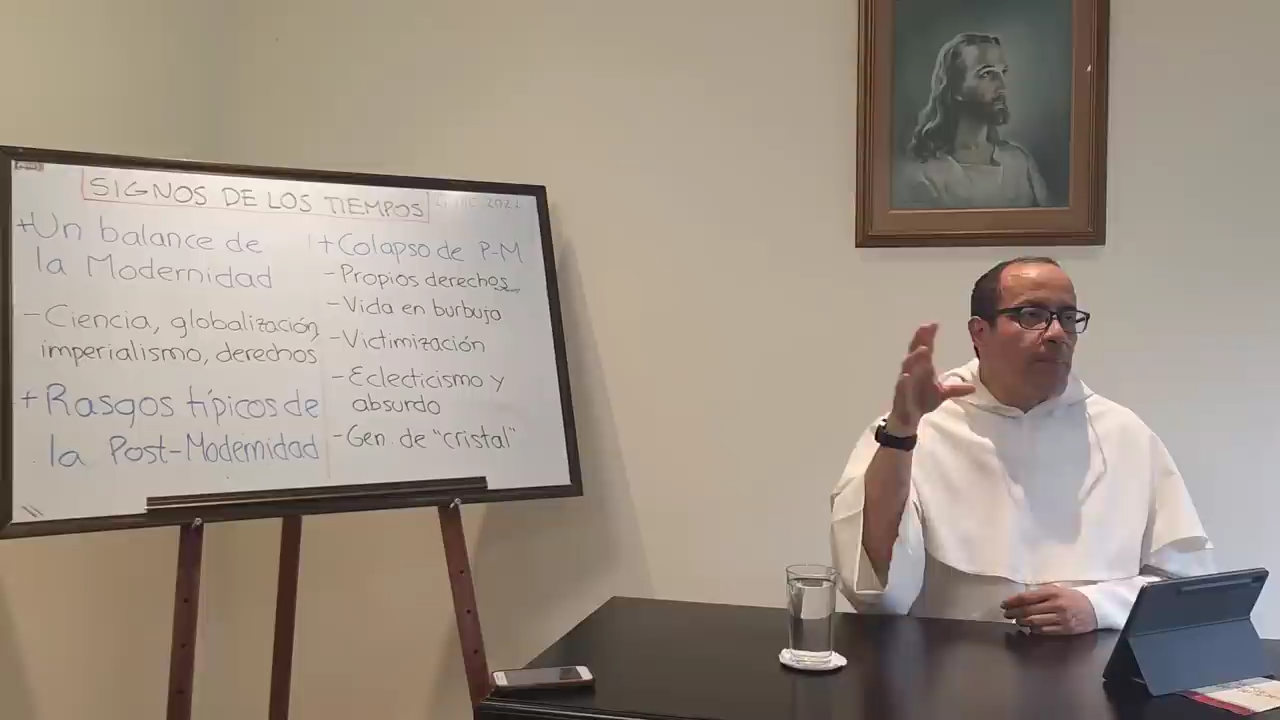 SIGNOS DE LOS TIEMPOS
+Un balance de
la Modernidad
- Ciencia, globalización,
imperialismo, derechos
+ Rasgos típicos de
la Post-Modernidad
+Colapso de P-M
- Propios derechos
- Vida en burbuja
- Victimización
- Eclecticismo y
absurdo
- Gen de "cristal"